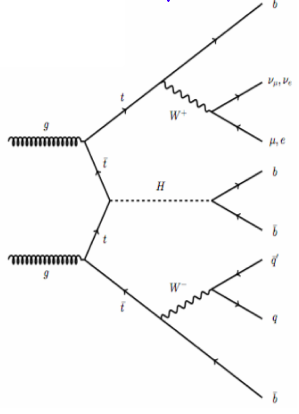 b
ν_μ, ν_e
t
W⁺
μ, e
g
t̄
b
H
b̄
t
q̄′
g
W⁻
t̄
q
b̄